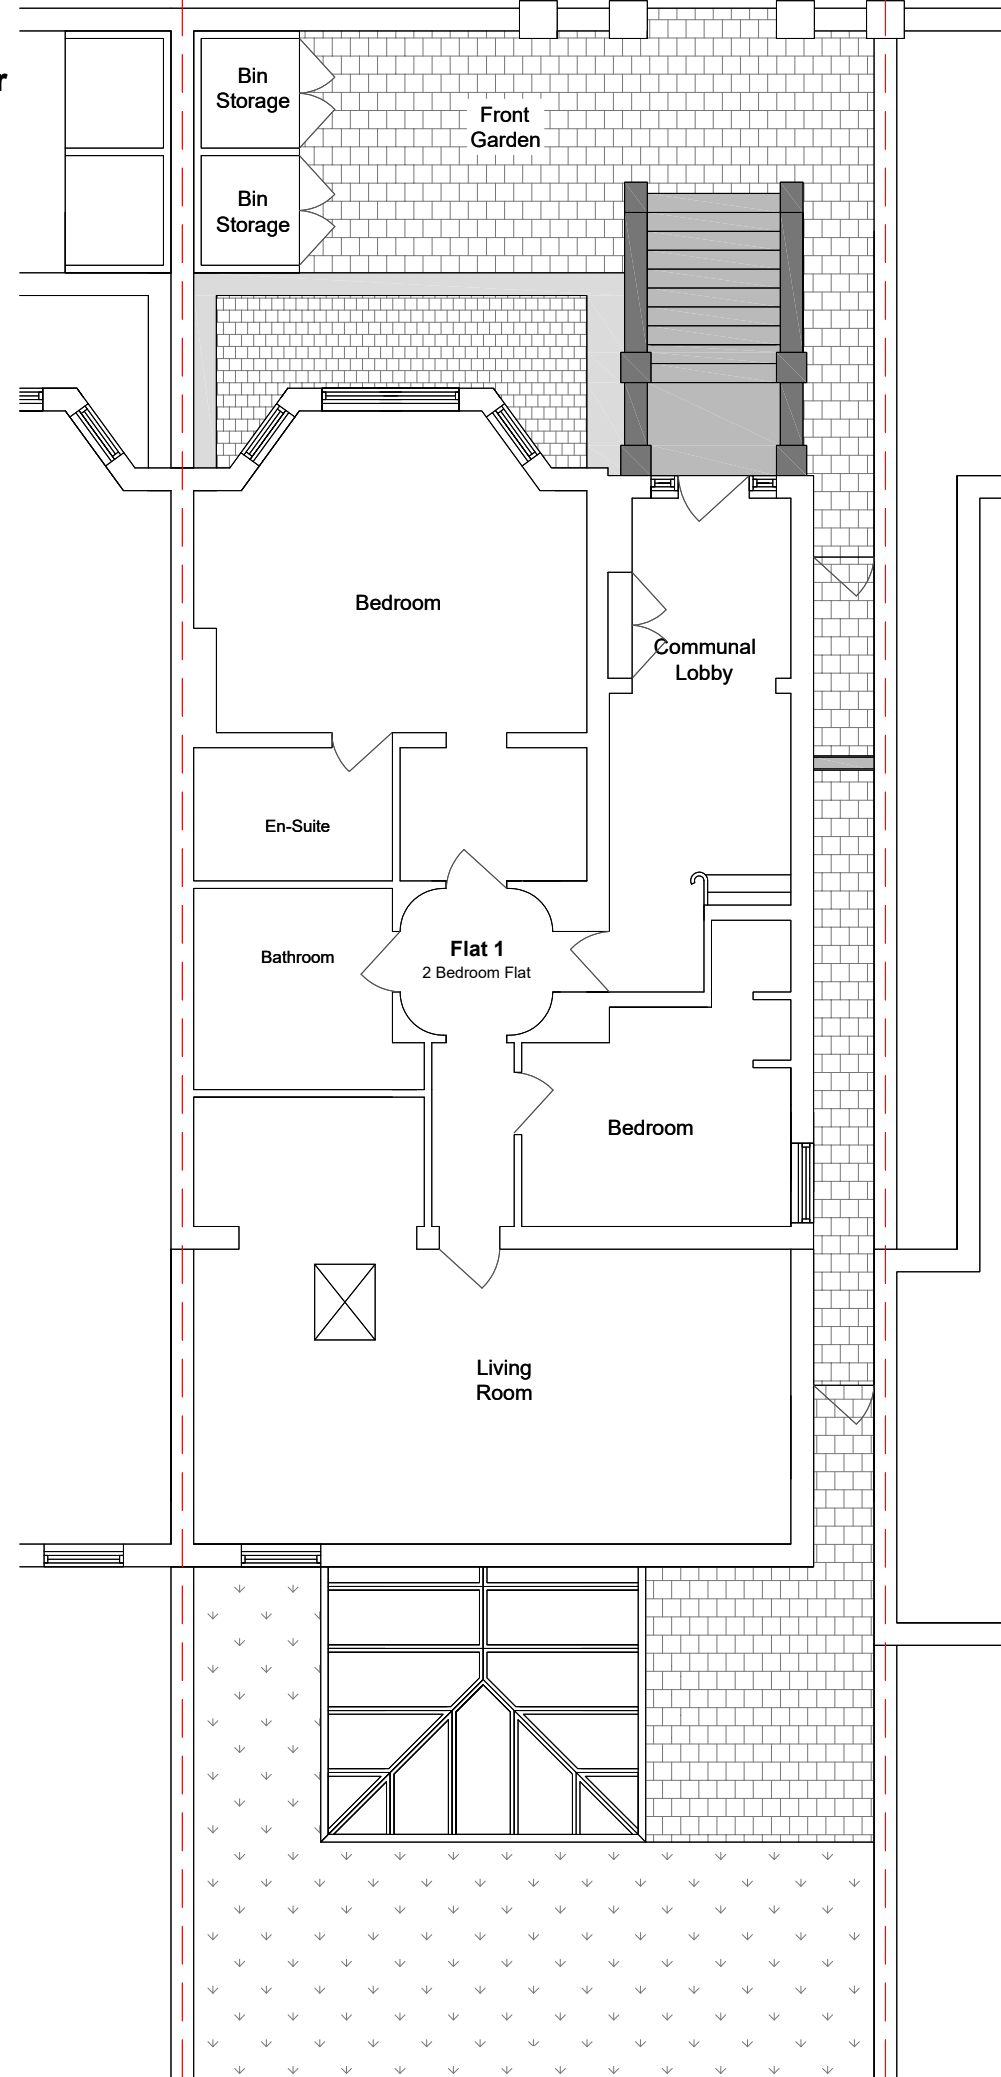 r
Bin
Storage
Front
Garden
Bin
Storage
Bedroom
Communal
Lobby
En-Suite
Flat 1
2 Bedroom Flat
Bathroom
Bedroom
Living
Room